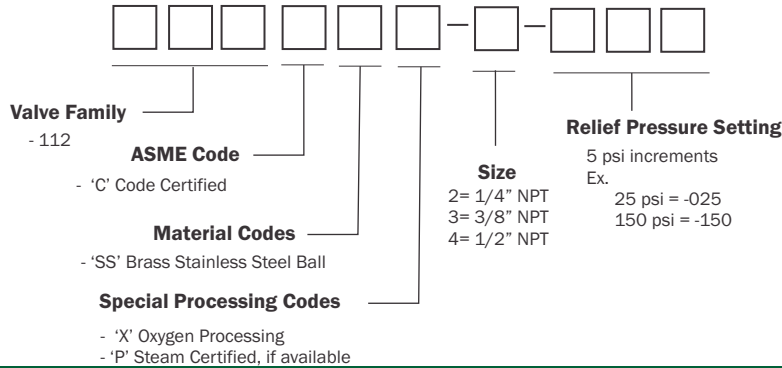 Valve Family
- 112
ASME Code
- ‘C’ Code Certified
Material Codes
- ‘SS’ Brass Stainless Steel Ball
Special Processing Codes
- ‘X’ Oxygen Processing
- ‘P’ Steam Certified, if available
Size
2= 1/4” NPT
3= 3/8” NPT
4= 1/2” NPT
Relief Pressure Setting
5 psi increments
Ex.
25 psi = -025
150 psi = -150